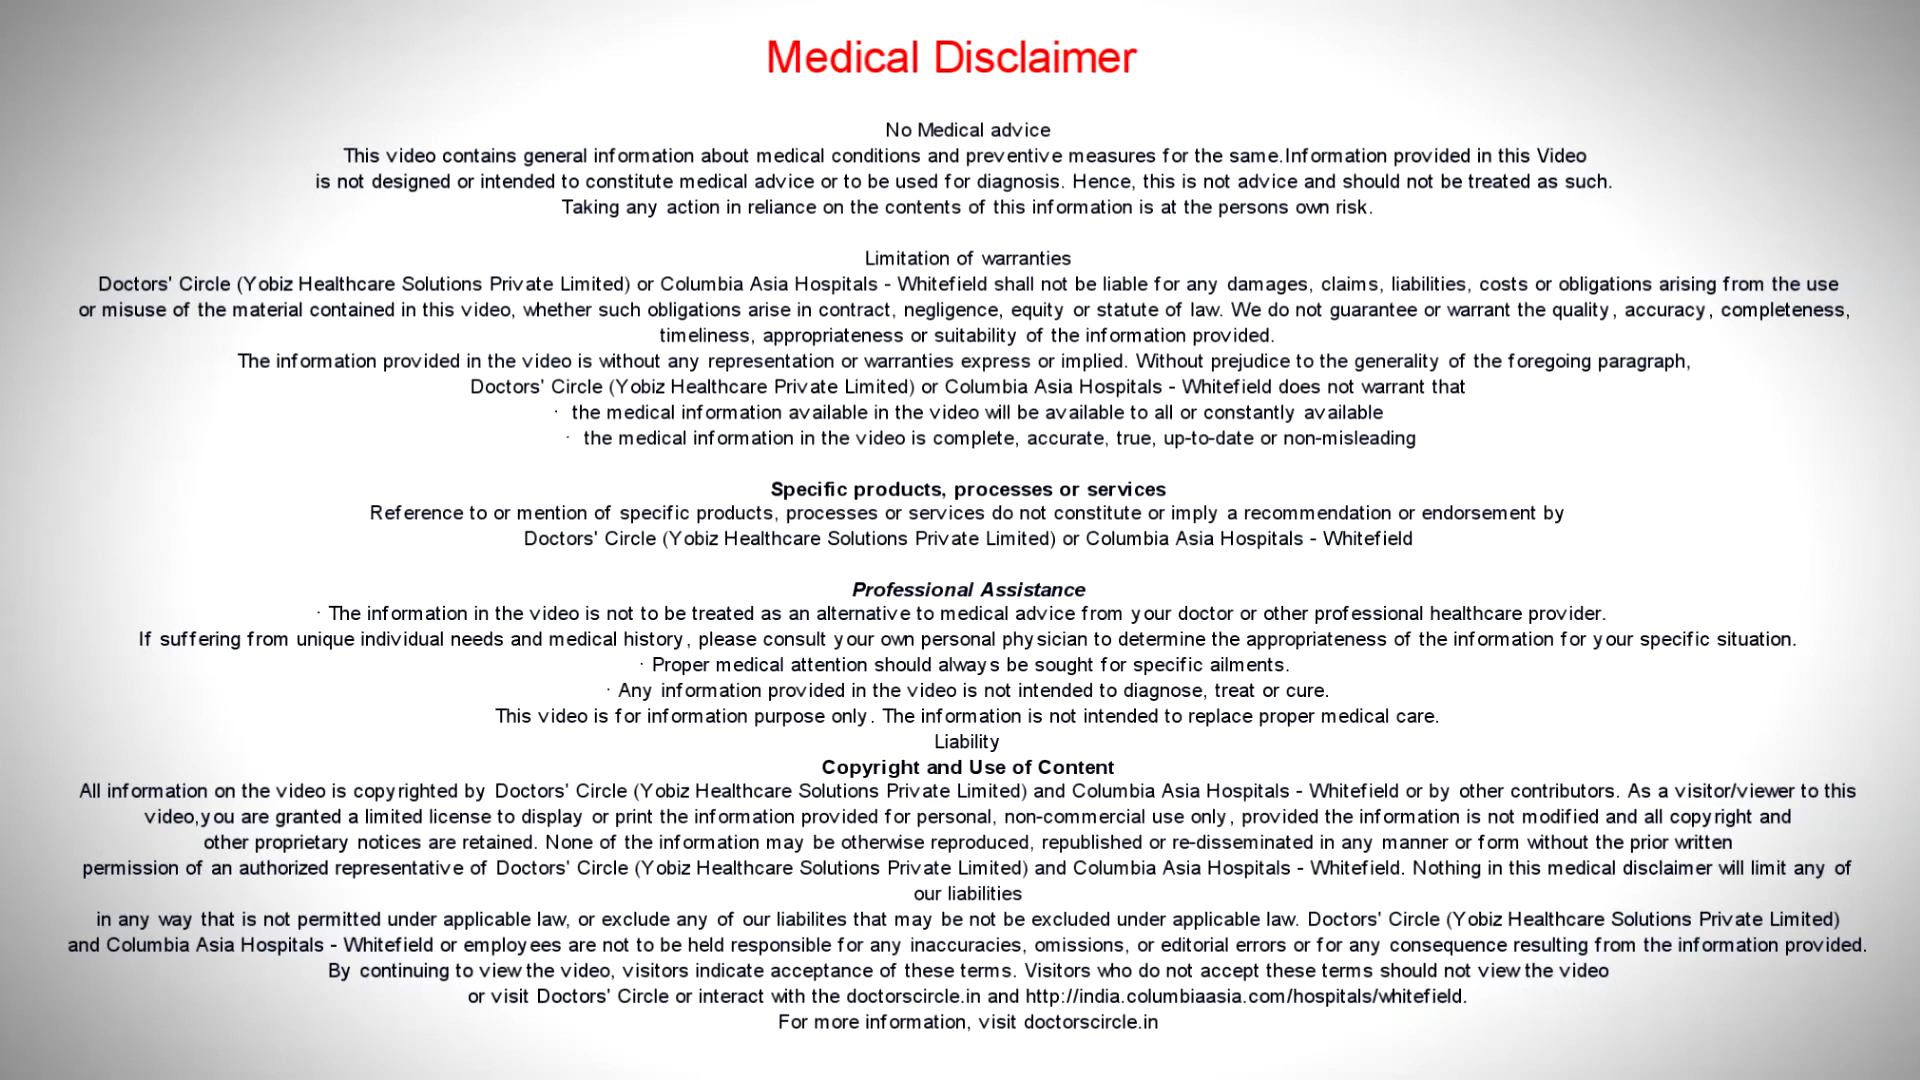 Medical Disclaimer
No Medical advice
This video contains general information about medical conditions and preventive measures for the same.Information provided in this Video
is not designed or intended to constitute medical advice or to be used for diagnosis. Hence, this is not advice and should not be treated as such.
Taking any action in reliance on the contents of this information is at the persons own risk.
Limitation of warranties
Doctors' Circle (Yobiz Healthcare Solutions Private Limited) or Columbia Asia Hospitals - Whitefield shall not be liable for any damages, claims, liabilities, costs or obligations arising from the use
or misuse of the material contained in this video, whether such obligations arise in contract, negligence, equity or statute of law. We do not guarantee or warrant the quality, accuracy, completeness,
timeliness, appropriateness or suitability of the information provided.
The information provided in the video is without any representation or warranties express or implied. Without prejudice to the generality of the foregoing paragraph,
Doctors' Circle (Yobiz Healthcare Private Limited) or Columbia Asia Hospitals - Whitefield does not warrant that
· the medical information available in the video will be available to all or constantly available
· the medical information in the video is complete, accurate, true, up-to-date or non-misleading
Specific products, processes or services
Reference to or mention of specific products, processes or services do not constitute or imply a recommendation or endorsement by
Doctors' Circle (Yobiz Healthcare Solutions Private Limited) or Columbia Asia Hospitals - Whitefield
Professional Assistance
· The information in the video is not to be treated as an alternative to medical advice from your doctor or other professional healthcare provider.
If suffering from unique individual needs and medical history, please consult your own personal physician to determine the appropriateness of the information for your specific situation.
· Proper medical attention should always be sought for specific ailments.
· Any information provided in the video is not intended to diagnose, treat or cure.
This video is for information purpose only. The information is not intended to replace proper medical care.
Liability
Copyright and Use of Content
All information on the video is copyrighted by Doctors' Circle (Yobiz Healthcare Solutions Private Limited) and Columbia Asia Hospitals - Whitefield or by other contributors. As a visitor/viewer to this
video,you are granted a limited license to display or print the information provided for personal, non-commercial use only, provided the information is not modified and all copyright and
other proprietary notices are retained. None of the information may be otherwise reproduced, republished or re-disseminated in any manner or form without the prior written
permission of an authorized representative of Doctors' Circle (Yobiz Healthcare Solutions Private Limited) and Columbia Asia Hospitals - Whitefield. Nothing in this medical disclaimer will limit any of
our liabilities
in any way that is not permitted under applicable law, or exclude any of our liabilites that may be not be excluded under applicable law. Doctors' Circle (Yobiz Healthcare Solutions Private Limited)
and Columbia Asia Hospitals - Whitefield or employees are not to be held responsible for any inaccuracies, omissions, or editorial errors or for any consequence resulting from the information provided.
By continuing to view the video, visitors indicate acceptance of these terms. Visitors who do not accept these terms should not view the video
or visit Doctors' Circle or interact with the doctorscircle.in and http://india.columbiaasia.com/hospitals/whitefield.
For more information, visit doctorscircle.in